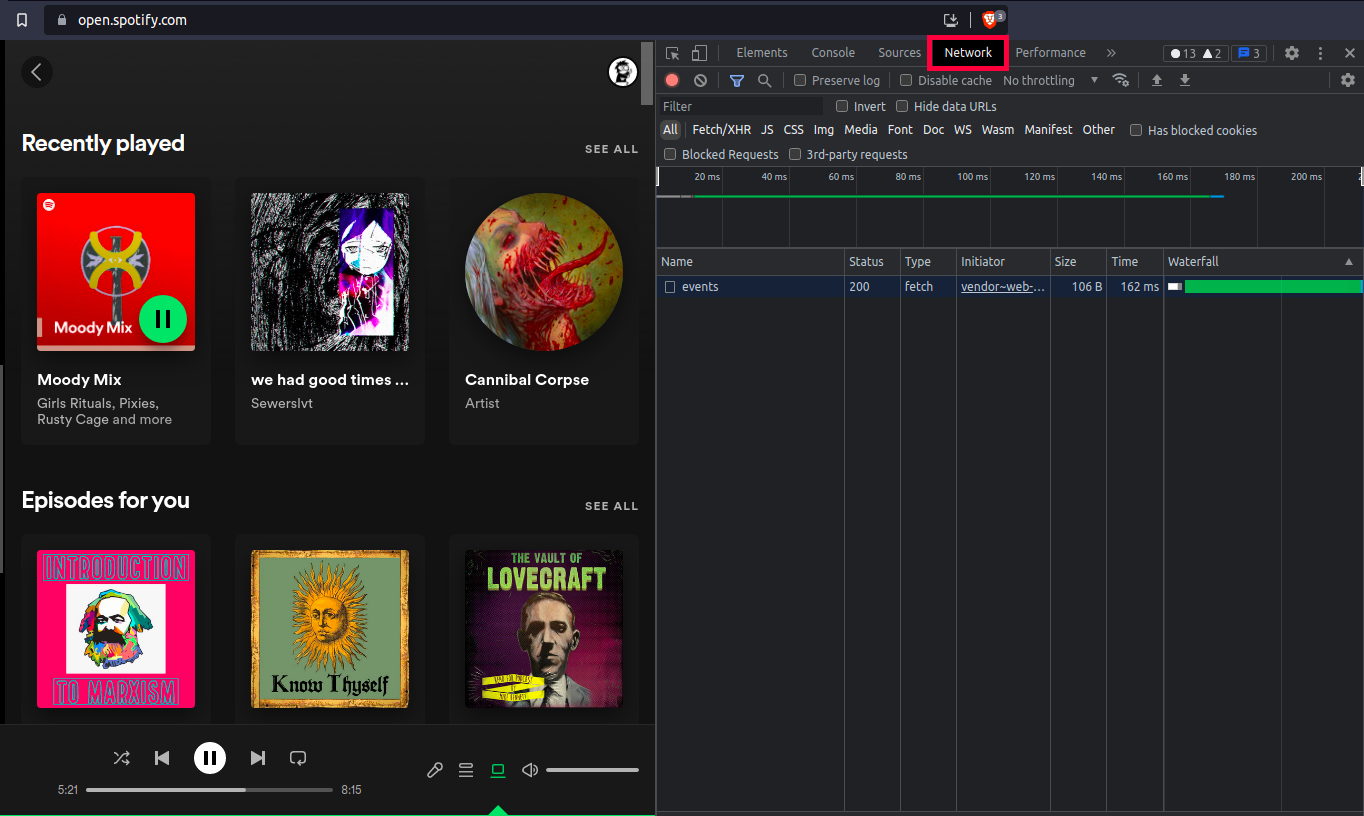 open.spotify.com
3
Elements Console Sources Network Performance
13 2 3
Preserve log Disable cache No throttling
Filter Invert Hide data URLs
All Fetch/XHR JS CSS Img Media Font Doc WS Wasm Manifest Other Has blocked cookies
Blocked Requests 3rd-party requests
20 ms 40 ms 60 ms 80 ms 100 ms 120 ms 140 ms 160 ms 180 ms 200 ms
Name Status Type Initiator Size Time Waterfall
events 200 fetch vendor~web-... 106 B 162 ms
Recently played
SEE ALL
Moody Mix
Moody Mix
Girls Rituals, Pixies,
Rusty Cage and more
we had good times ...
Sewerslvt
Cannibal Corpse
Artist
Episodes for you
SEE ALL
INTRODUCTION
TO MARXISM
Know Thyself
THE VAULT OF
LOVECRAFT
5:21 8:15